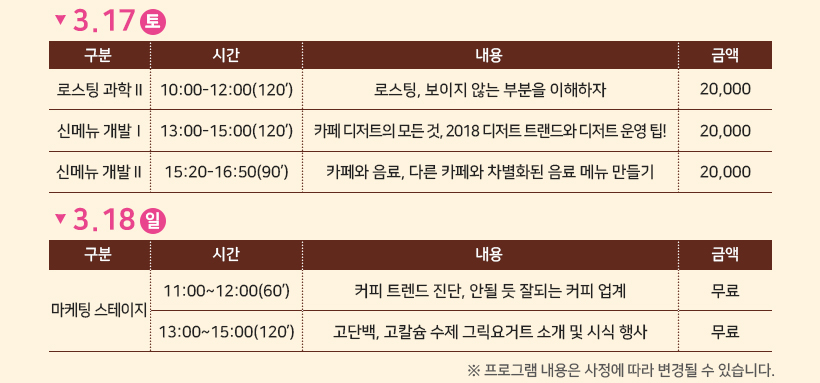 ▼ 3.17 토
구분 시간 내용 금액
로스팅 과학 II 10:00-12:00(120′) 로스팅, 보이지 않는 부분을 이해하자 20,000
신메뉴 개발 I 13:00-15:00(120′) 카페 디저트의 모든 것, 2018 디저트 트랜드와 디저트 운영 팁! 20,000
신메뉴 개발 II 15:20-16:50(90′) 카페와 음료, 다른 카페와 차별화된 음료 메뉴 만들기 20,000
▼ 3.18 일
구분 시간 내용 금액
마케팅 스테이지
11:00~12:00(60′) 커피 트렌드 진단, 안될 듯 잘되는 커피 업계 무료
13:00~15:00(120′) 고단백, 고칼슘 수제 그릭요거트 소개 및 시식 행사 무료
※ 프로그램 내용은 사정에 따라 변경될 수 있습니다.